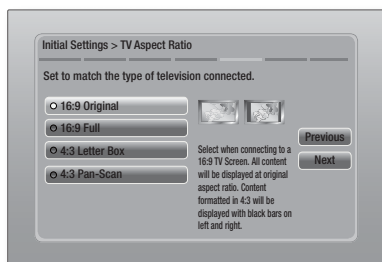 Initial Settings > TV Aspect Ratio
Set to match the type of television connected.
16:9 Original
16:9 Full
4:3 Letter Box
4:3 Pan-Scan
Select when connecting to a
16:9 TV Screen. All content
will be displayed at original
aspect ratio. Content
formatted in 4:3 will be
displayed with black bars on
left and right.
Previous
Next